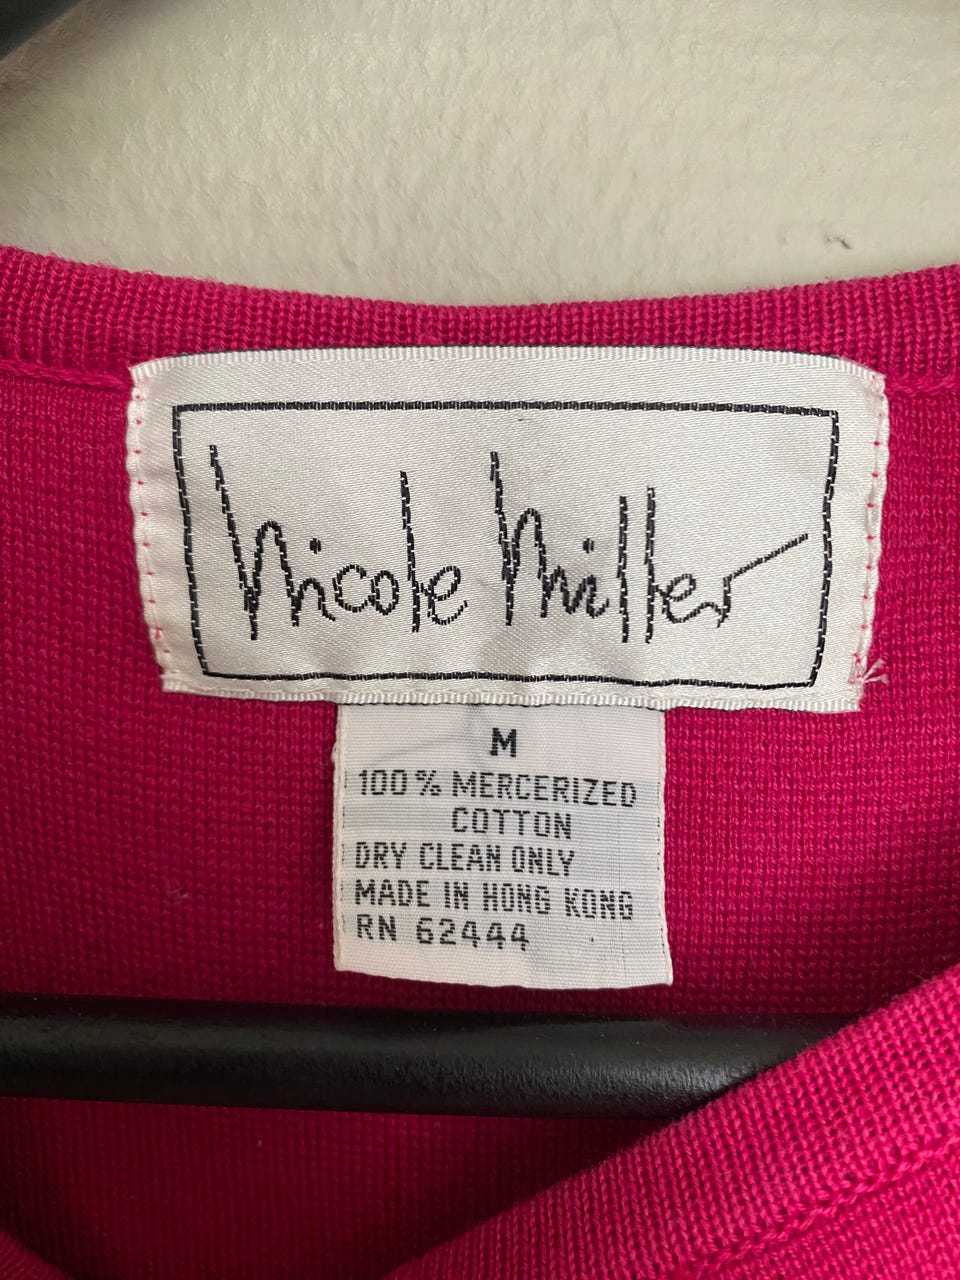 Nicole Miller
M
100% MERCERIZED
COTTON
DRY CLEAN ONLY
MADE IN HONG KONG
RN 62444